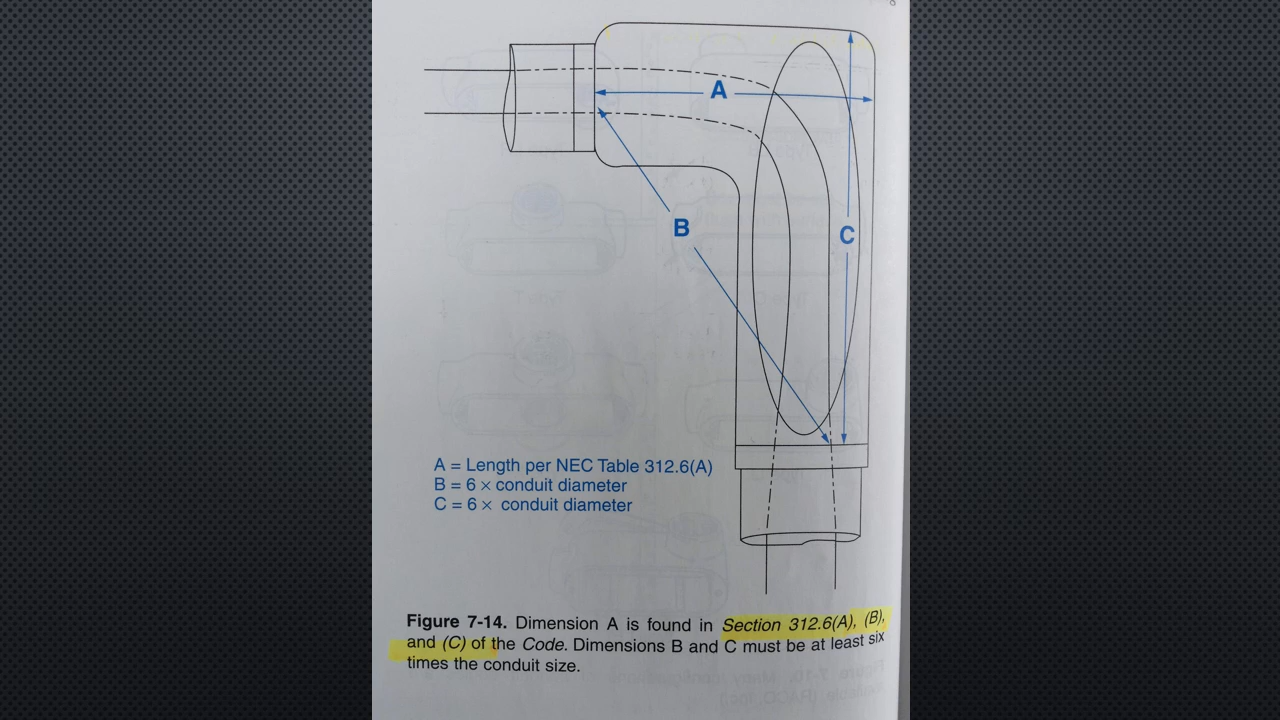 A
B
C
A = Length per NEC Table 312.6(A)
B = 6 × conduit diameter
C = 6 × conduit diameter
Figure 7-14. Dimension A is found in Section 312.6(A), (B),
and (C) of the Code. Dimensions B and C must be at least six
times the conduit size.